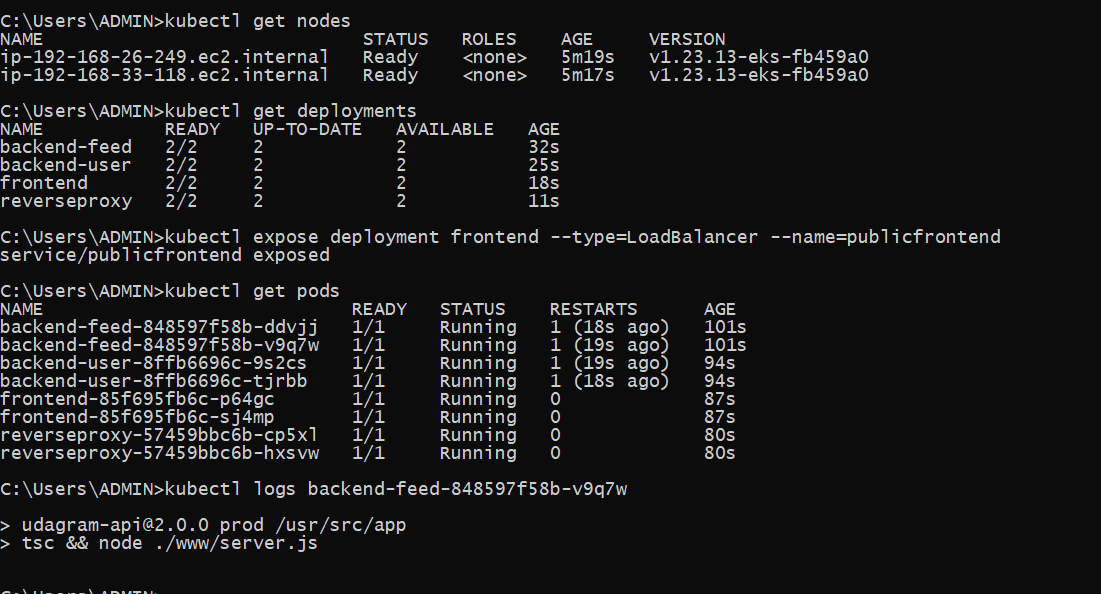 C:\Users\ADMIN>kubectl get nodes
NAME STATUS ROLES AGE VERSION
ip-192-168-26-249.ec2.internal Ready <none> 5m19s v1.23.13-eks-fb459a0
ip-192-168-33-118.ec2.internal Ready <none> 5m17s v1.23.13-eks-fb459a0
C:\Users\ADMIN>kubectl get deployments
NAME READY UP-TO-DATE AVAILABLE AGE
backend-feed 2/2 2 2 32s
backend-user 2/2 2 2 25s
frontend 2/2 2 2 18s
reverseproxy 2/2 2 2 11s
C:\Users\ADMIN>kubectl expose deployment frontend --type=LoadBalancer --name=publicfrontend
service/publicfrontend exposed
C:\Users\ADMIN>kubectl get pods
NAME READY STATUS RESTARTS AGE
backend-feed-848597f58b-ddvjj 1/1 Running 1 (18s ago) 101s
backend-feed-848597f58b-v9q7w 1/1 Running 1 (19s ago) 101s
backend-user-8ffb6696c-9s2cs 1/1 Running 1 (19s ago) 94s
backend-user-8ffb6696c-tjrbb 1/1 Running 1 (18s ago) 94s
frontend-85f695fb6c-p64gc 1/1 Running 0 87s
frontend-85f695fb6c-sj4mp 1/1 Running 0 87s
reverseproxy-57459bbc6b-cp5xl 1/1 Running 0 80s
reverseproxy-57459bbc6b-hxsvw 1/1 Running 0 80s
C:\Users\ADMIN>kubectl logs backend-feed-848597f58b-v9q7w
> udagram-api@2.0.0 prod /usr/src/app
> tsc && node ./www/server.js
C:\Users\ADMIN>